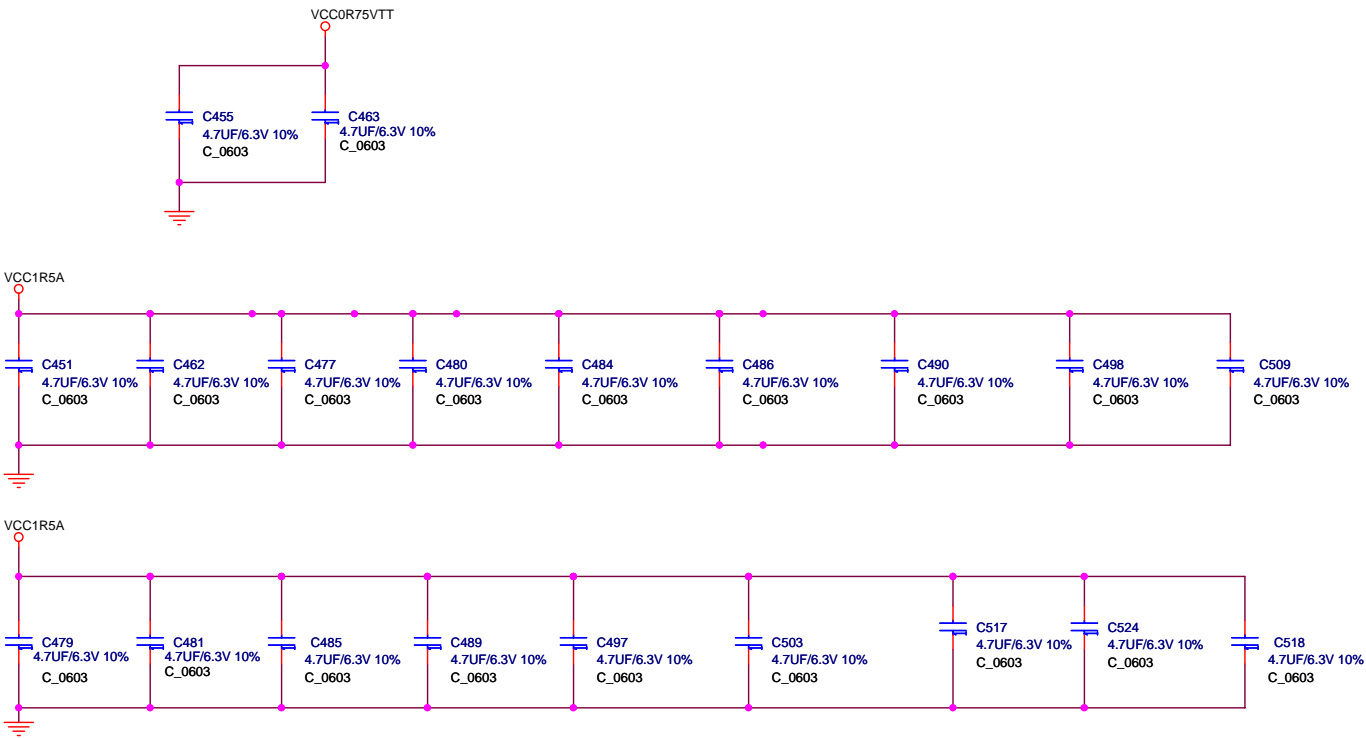 VCC0R75VTT
C455
4.7UF/6.3V 10%
C_0603
C463
4.7UF/6.3V 10%
C_0603
VCC1R5A
C451
4.7UF/6.3V 10%
C_0603
C462
4.7UF/6.3V 10%
C_0603
C477
4.7UF/6.3V 10%
C_0603
C480
4.7UF/6.3V 10%
C_0603
C484
4.7UF/6.3V 10%
C_0603
C486
4.7UF/6.3V 10%
C_0603
C490
4.7UF/6.3V 10%
C_0603
C498
4.7UF/6.3V 10%
C_0603
C509
4.7UF/6.3V 10%
C_0603
VCC1R5A
C479
4.7UF/6.3V 10%
C_0603
C481
4.7UF/6.3V 10%
C_0603
C485
4.7UF/6.3V 10%
C_0603
C489
4.7UF/6.3V 10%
C_0603
C497
4.7UF/6.3V 10%
C_0603
C503
4.7UF/6.3V 10%
C_0603
C517
4.7UF/6.3V 10%
C_0603
C524
4.7UF/6.3V 10%
C_0603
C518
4.7UF/6.3V 10%
C_0603